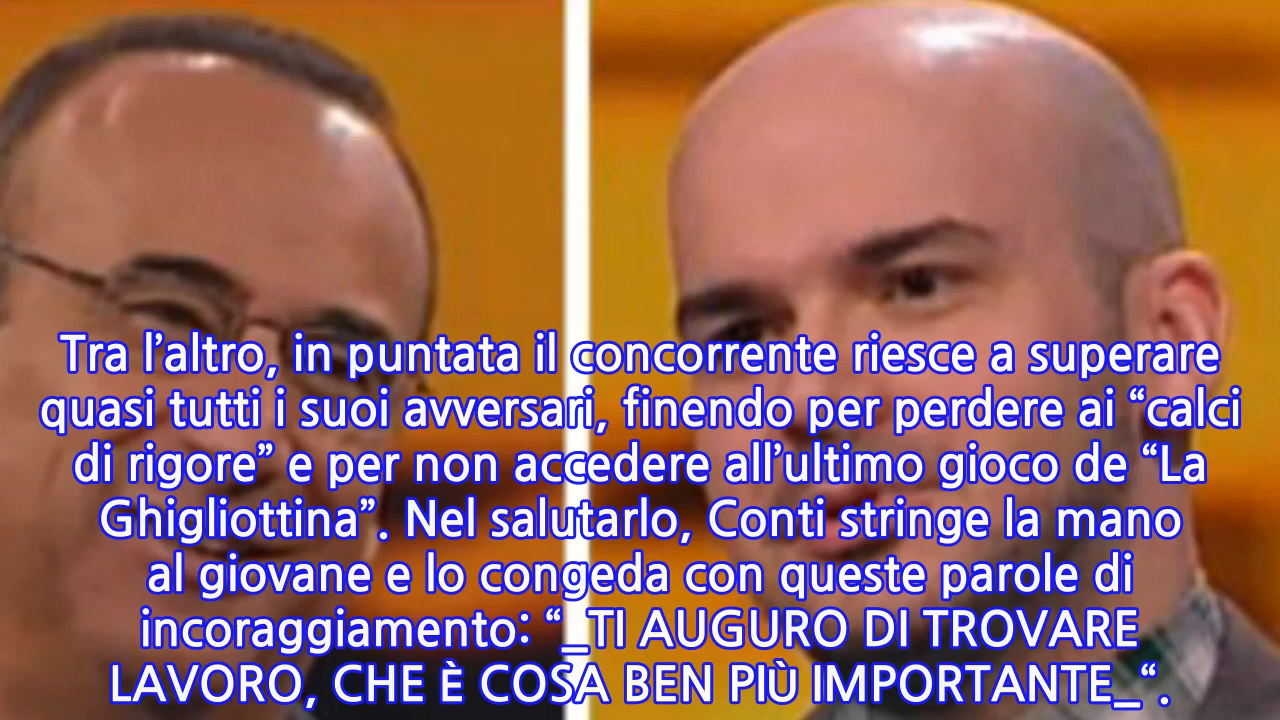 Tra l’altro, in puntata il concorrente riesce a superare
quasi tutti i suoi avversari, finendo per perdere ai “calci
di rigore” e per non accedere all’ultimo gioco de “La
Ghigliottina”. Nel salutarlo, Conti stringe la mano
al giovane e lo congeda con queste parole di
incoraggiamento: “_TI AUGURO DI TROVARE
LAVORO, CHE È COSA BEN PIÙ IMPORTANTE_“.